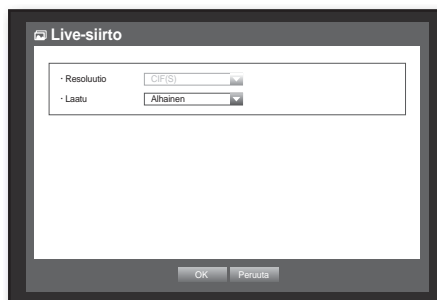 Live-siirto
· Resoluutio CIF(S)
· Laatu Alhainen
OK Peruuta